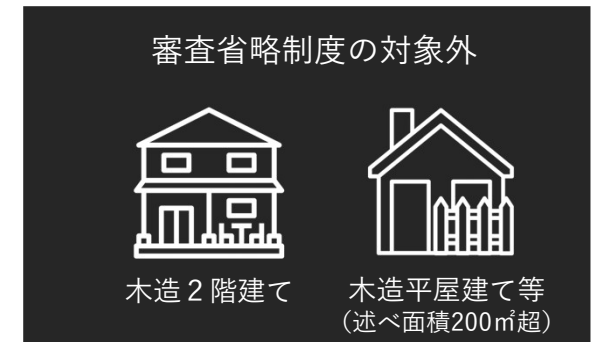 審査省略制度の対象外
木造２階建て
木造平屋建て等
（述べ面積200㎡超）